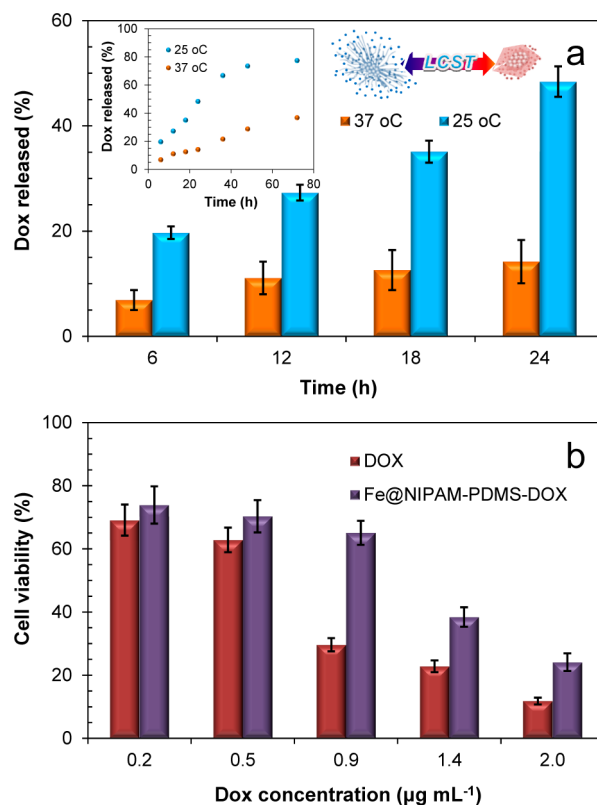 a
Dox released (%)
60
40
20
0
6
12
18
24
Time (h)
37 oC
25 oC
LCST
Dox released (%)
100
80
60
40
20
0
0
20
40
60
80
Time (h)
25 oC
37 oC
b
Cell viability (%)
100
80
60
40
20
0
0.2
0.5
0.9
1.4
2.0
Dox concentration (µg mL⁻¹)
DOX
Fe@NIPAM-PDMS-DOX